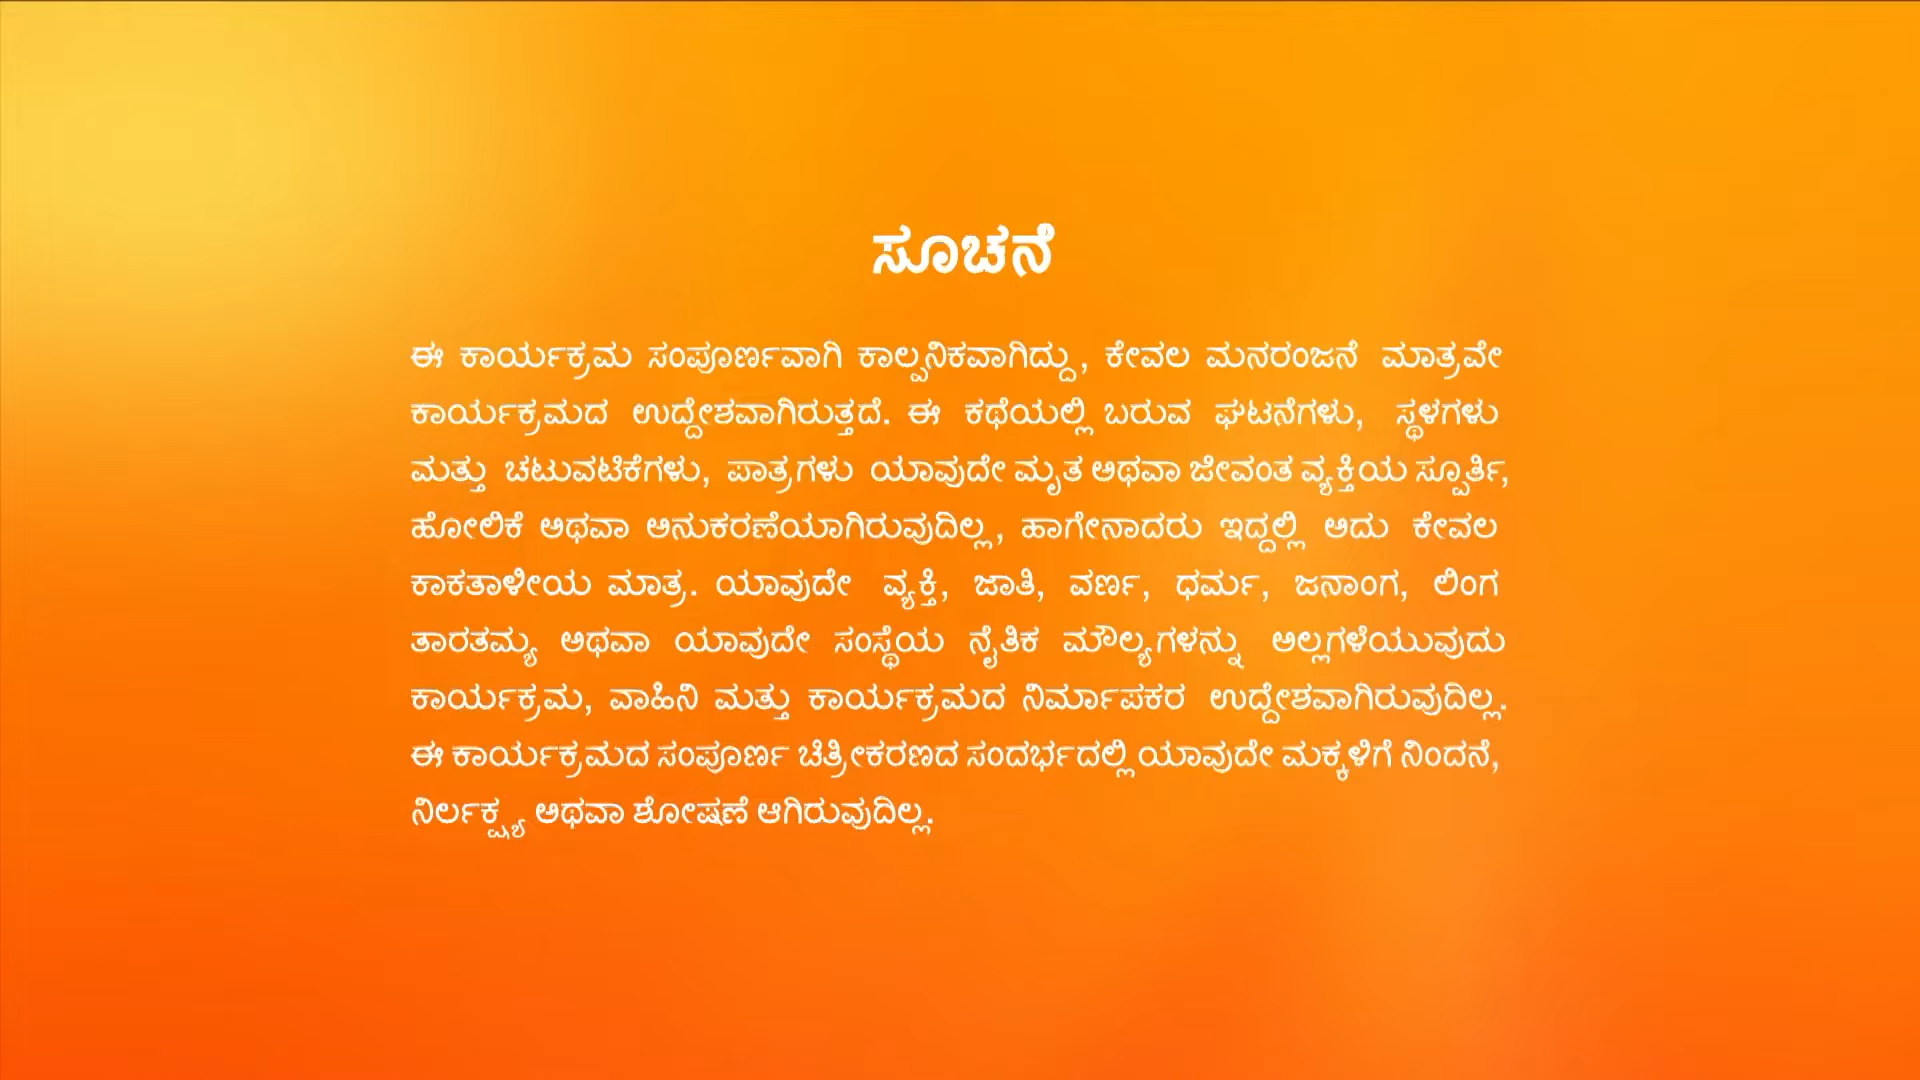 ಸೂಚನೆ
ಈ ಕಾರ್ಯಕ್ರಮ ಸಂಪೂರ್ಣವಾಗಿ ಕಾಲ್ಪನಿಕವಾಗಿದ್ದು, ಕೇವಲ ಮನರಂಜನೆ ಮಾತ್ರವೇ
ಕಾರ್ಯಕ್ರಮದ ಉದ್ದೇಶವಾಗಿರುತ್ತದೆ. ಈ ಕಥೆಯಲ್ಲಿ ಬರುವ ಘಟನೆಗಳು, ಸ್ಥಳಗಳು
ಮತ್ತು ಚಟುವಟಿಕೆಗಳು, ಪಾತ್ರಗಳು ಯಾವುದೇ ಮೃತ ಅಥವಾ ಜೀವಂತ ವ್ಯಕ್ತಿಯ ಸ್ಪೂರ್ತಿ,
ಹೋಲಿಕೆ ಅಥವಾ ಅನುಕರಣೆಯಾಗಿರುವುದಿಲ್ಲ, ಹಾಗೇನಾದರು ಇದ್ದಲ್ಲಿ ಅದು ಕೇವಲ
ಕಾಕತಾಳೀಯ ಮಾತ್ರ. ಯಾವುದೇ ವ್ಯಕ್ತಿ, ಜಾತಿ, ವರ್ಣ, ಧರ್ಮ, ಜನಾಂಗ, ಲಿಂಗ
ತಾರತಮ್ಯ ಅಥವಾ ಯಾವುದೇ ಸಂಸ್ಥೆಯ ನೈತಿಕ ಮೌಲ್ಯಗಳನ್ನು ಅಲ್ಲಗಳೆಯುವುದು
ಕಾರ್ಯಕ್ರಮ, ವಾಹಿನಿ ಮತ್ತು ಕಾರ್ಯಕ್ರಮದ ನಿರ್ಮಾಪಕರ ಉದ್ದೇಶವಾಗಿರುವುದಿಲ್ಲ.
ಈ ಕಾರ್ಯಕ್ರಮದ ಸಂಪೂರ್ಣ ಚಿತ್ರೀಕರಣದ ಸಂದರ್ಭದಲ್ಲಿ ಯಾವುದೇ ಮಕ್ಕಳಿಗೆ ನಿಂದನೆ,
ನಿರ್ಲಕ್ಷ್ಯ ಅಥವಾ ಶೋಷಣೆ ಆಗಿರುವುದಿಲ್ಲ.